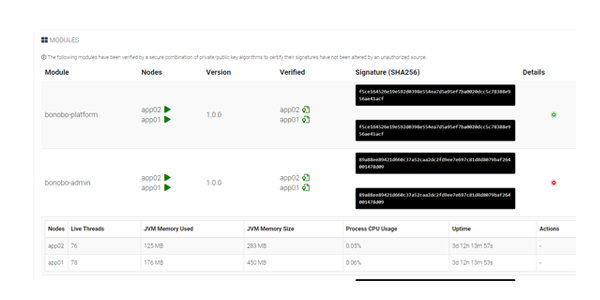 MODULES
The following modules have been verified by a secure combination of private/public key algorithms to certify their signatures have not been altered by an unauthorized source.
Module Nodes Version Verified Signature (SHA256) Details
bonobo-platform
app02
app01
1.0.0
app02
app01
bonobo-admin
app02
app01
1.0.0
app02
app01
Nodes Live Threads JVM Memory Used JVM Memory Size Process CPU Usage Uptime Actions
app02 76 125 MB 283 MB 0.05% 3d 12h 13m 57s -
app01 78 176 MB 450 MB 0.06% 3d 12h 13m 53s -